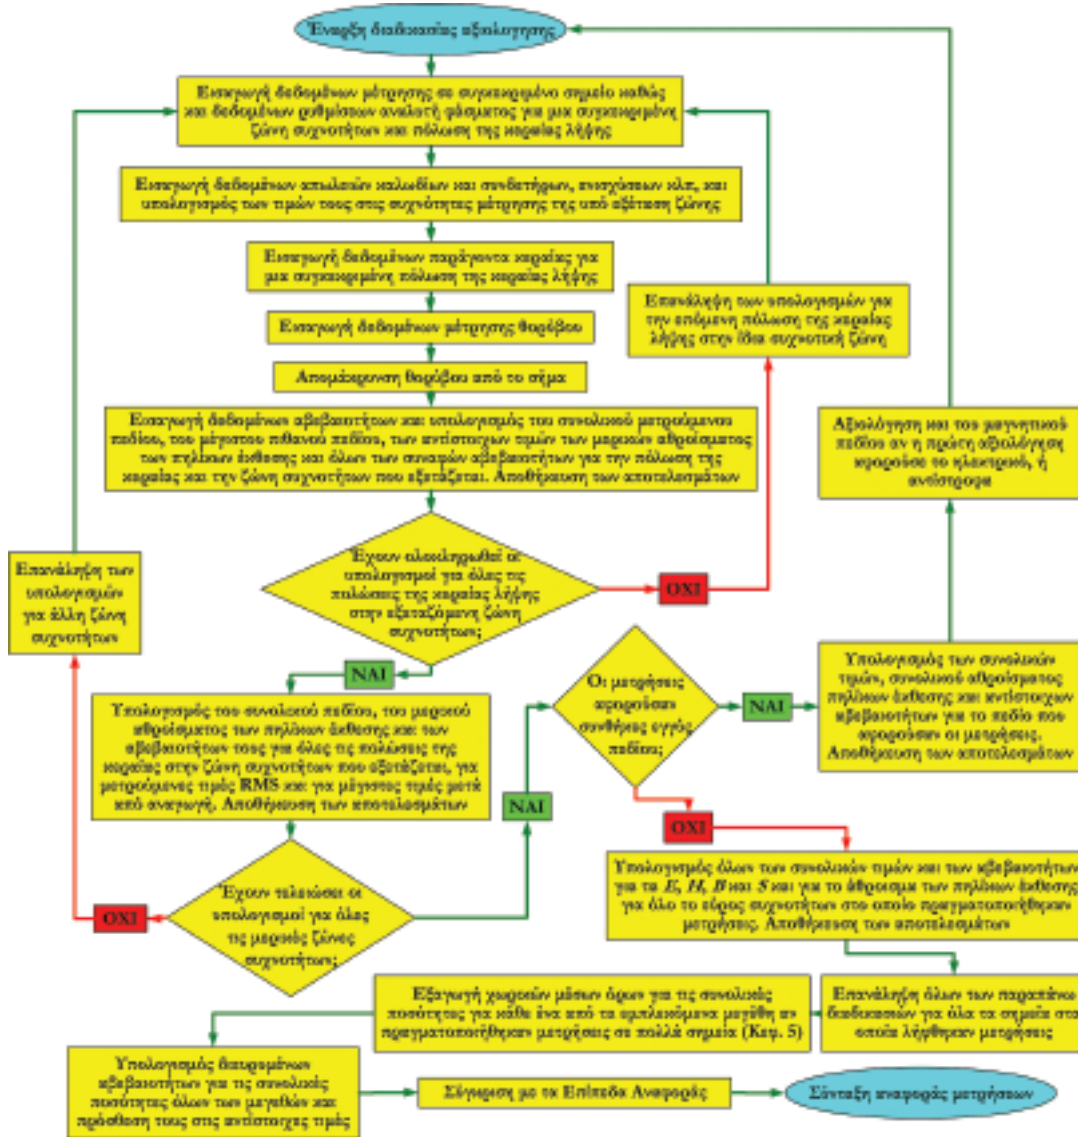 Έναρξη διαδικασίας αξιολόγησης
Εισαγωγή δεδομένων μέτρησης σε συγκεκριμένο σημείο καθώς
και δεδομένων ρυθμίσεων αναλυτή φάσματος για μια συγκεκριμένη
ζώνη συχνοτήτων και πόλωση της κεραίας λήψης
Εισαγωγή δεδομένων απωλειών καλωδίων και συνδετήρων, ενισχύσεων κλπ, και
υπολογισμός των τιμών τους στις συχνότητες μέτρησης της υπό εξέταση ζώνης
Εισαγωγή δεδομένων παράγοντα κεραίας για
μια συγκεκριμένη πόλωση της κεραίας λήψης
Εισαγωγή δεδομένων μέτρησης θορύβου
Απομάκρυνση θορύβου από το σήμα
Εισαγωγή δεδομένων αβεβαιοτήτων και υπολογισμός του συνολικού μετρούμενου
πεδίου, του μέγιστου πιθανού πεδίου, των αντίστοιχων τιμών των μερικών αθροίσματος
των πηλίκων έκθεσης και όλων των συναφών αβεβαιοτήτων για την πόλωση της
κεραίας και την ζώνη συχνοτήτων που εξετάζεται. Αποθήκευση των αποτελεσμάτων
Έχουν ολοκληρωθεί οι
υπολογισμοί για όλες τις
πολώσεις της κεραίας λήψης
στην εξεταζόμενη ζώνη
συχνοτήτων;
ΟΧΙ
Επανάληψη των υπολογισμών για
την επόμενη πόλωση της κεραίας
λήψης στην ίδια συχνοτική ζώνη
ΝΑΙ
Υπολογισμός του συνολικού πεδίου, του μερικού
αθροίσματος των πηλίκων έκθεσης και των
αβεβαιοτήτων τους για όλες τις πολώσεις της
κεραίας στην ζώνη συχνοτήτων που εξετάζεται, για
μετρούμενες τιμές RMS και για μέγιστες τιμές μετά
από αναγωγή. Αποθήκευση των αποτελεσμάτων
Έχουν τελειώσει οι
υπολογισμοί για όλες
τις μερικές ζώνες
συχνοτήτων;
ΟΧΙ
Επανάληψη των
υπολογισμών
για άλλη ζώνη
συχνοτήτων
ΝΑΙ
Οι μετρήσεις
αφορούσαν
συνθήκες εγγύς
πεδίου;
ΝΑΙ
Υπολογισμός των συνολικών
τιμών, συνολικού αθροίσματος
πηλίκων έκθεσης και αντίστοιχων
αβεβαιοτήτων για το πεδίο που
αφορούσαν οι μετρήσεις.
Αποθήκευση των αποτελεσμάτων
Αξιολόγηση και του μαγνητικού
πεδίου αν η πρώτη αξιολόγηση
αφορούσε το ηλεκτρικό, ή
αντίστροφα
ΟΧΙ
Υπολογισμός όλων των συνολικών τιμών και των αβεβαιοτήτων
για τα E, H, B και S και για το άθροισμα των πηλίκων έκθεσης
για όλο το εύρος συχνοτήτων στο οποίο πραγματοποιήθηκαν
μετρήσεις. Αποθήκευση των αποτελεσμάτων
Επανάληψη όλων των παραπάνω
διαδικασιών για όλα τα σημεία στα
οποία λήφθηκαν μετρήσεις
Εξαγωγή χωρικών μέσων όρων για τις συνολικές
ποσότητες για κάθε ένα από τα εμπλεκόμενα μεγέθη αν
πραγματοποιήθηκαν μετρήσεις σε πολλά σημεία (Κεφ. 5)
Υπολογισμός διευρυμένων
αβεβαιοτήτων για τις συνολικές
ποσότητες όλων των μεγεθών και
πρόσθεση τους στις αντίστοιχες τιμές
Σύγκριση με τα Επίπεδα Αναφοράς
Σύνταξη αναφοράς μετρήσεων